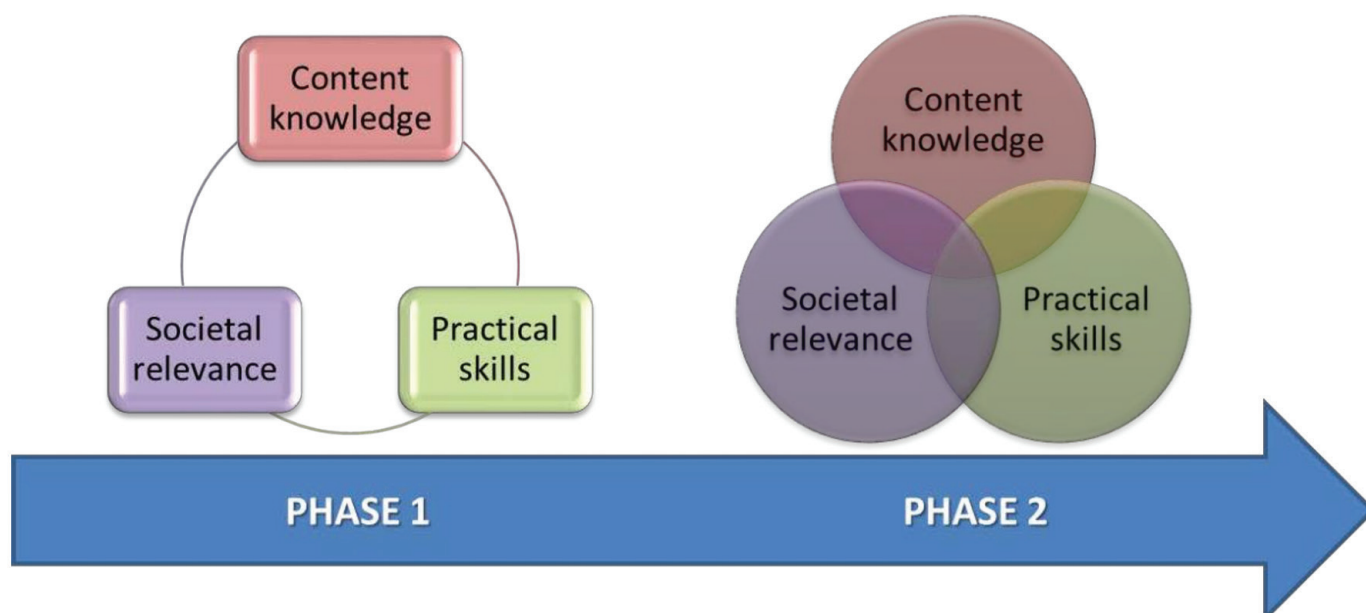 Content
knowledge
Societal
relevance
Practical
skills
PHASE 1
Content
knowledge
Societal
relevance
Practical
skills
PHASE 2